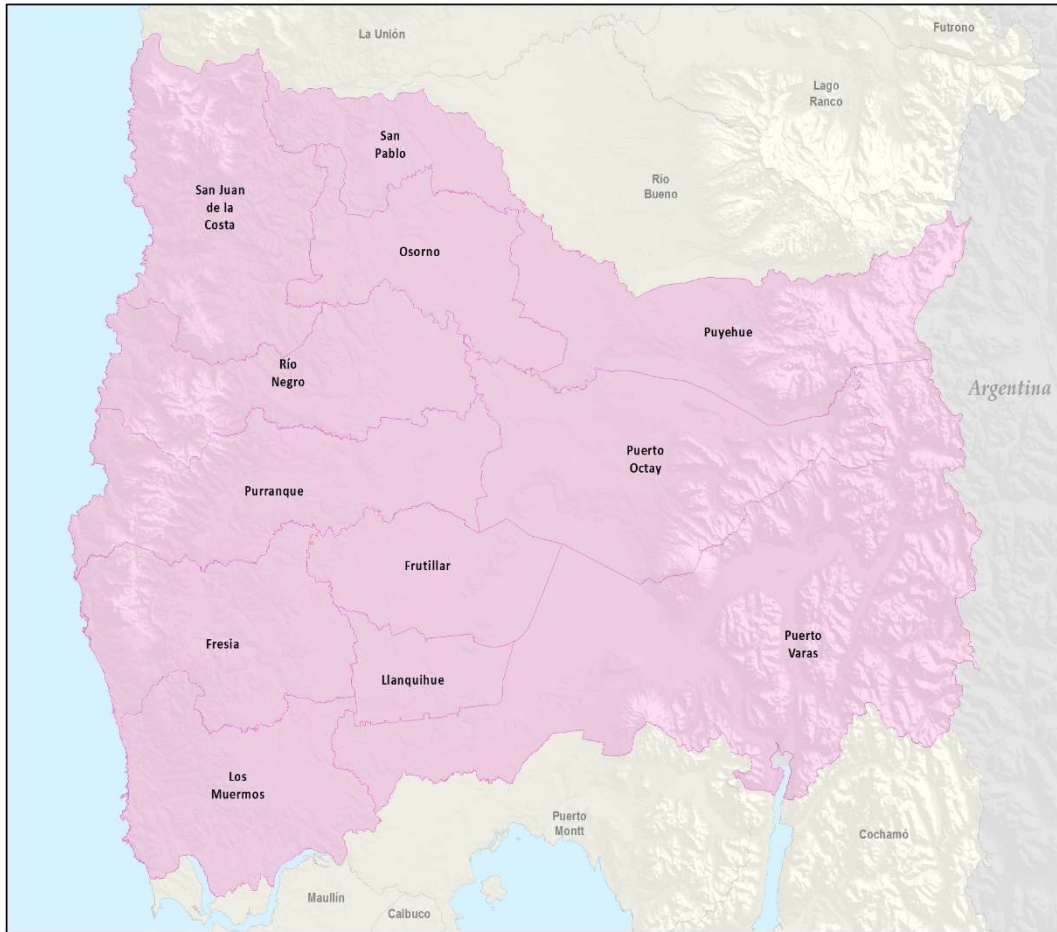 La Unión
Futrono
Lago
Ranco
San
Pablo
Río
Bueno
San Juan
de la
Costa
Osorno
Puyehue
Río
Negro
Argentina
Puerto
Octay
Purranque
Frutillar
Fresia
Puerto
Varas
Llanquihue
Los
Muermos
Puerto
Montt
Cochamó
Maullín
Calbuco